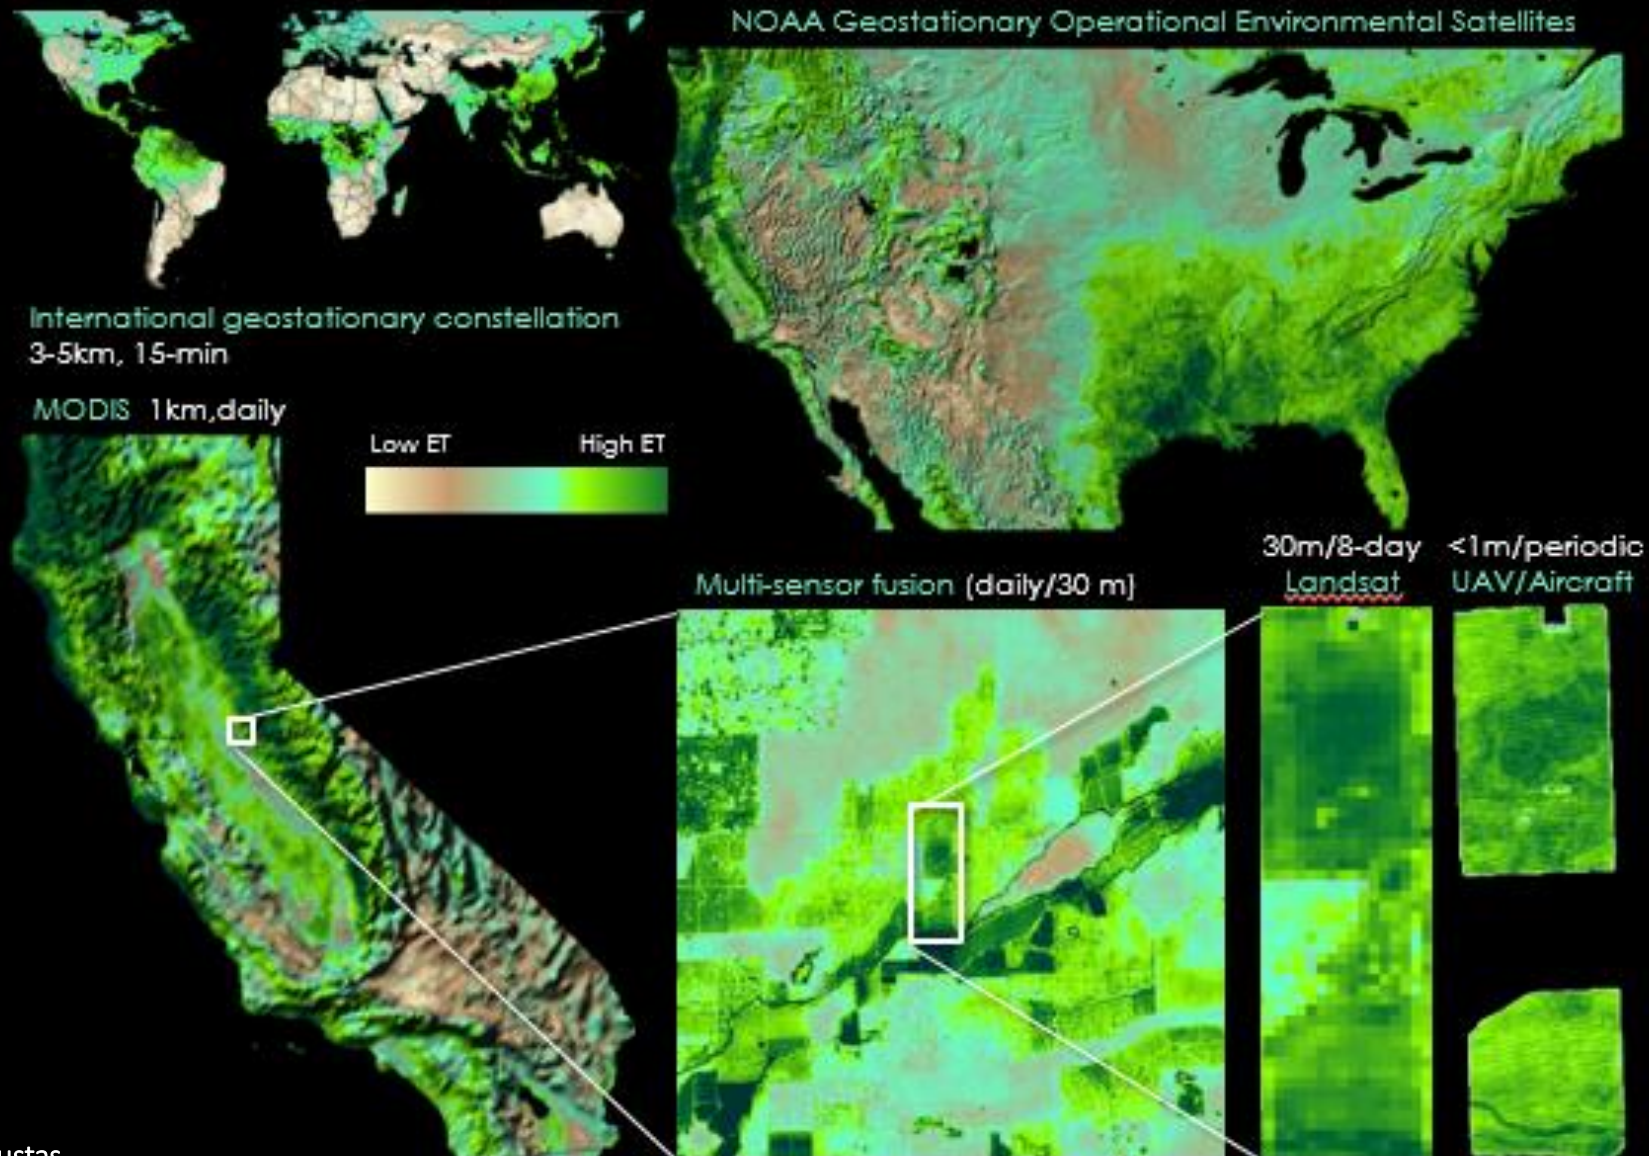 NOAA Geostationary Operational Environmental Satellites
International geostationary constellation
3-5km, 15-min
MODIS 1km,daily
Low ET High ET
30m/8-day <1m/periodic
Landsat UAV/Aircraft
Multi-sensor fusion (daily/30 m)